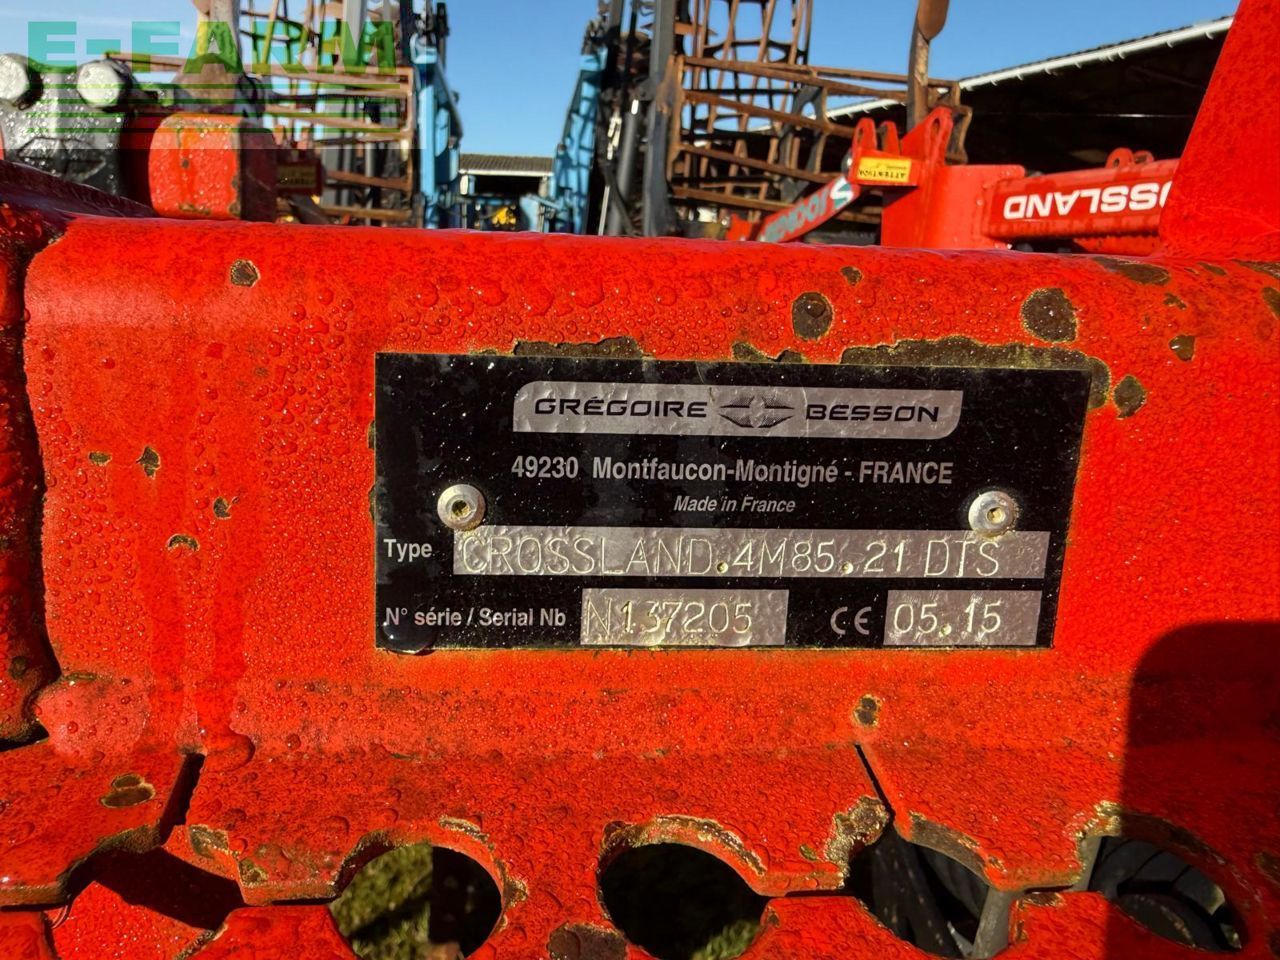 E-FARM
ATTENTION
CROSSLAND
GRÉGOIRE BESSON
49230 Montfaucon-Montigné - FRANCE
Made in France
Type CROSSLAND.4M85.21 DTS
N° série / Serial Nb N137205 CE 05.15